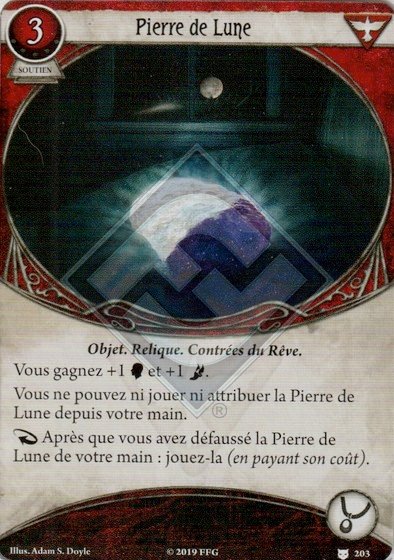 Pierre de Lune
3
SOUTIEN
Objet. Relique. Contrées du Rêve.
Vous gagnez +1 et +1 .
Vous ne pouvez ni jouer ni attribuer la Pierre de
Lune depuis votre main.
Après que vous avez défaussé la Pierre de
Lune de votre main : jouez-la (en payant son coût).
Illus. Adam S. Doyle
© 2019 FFG
203
®